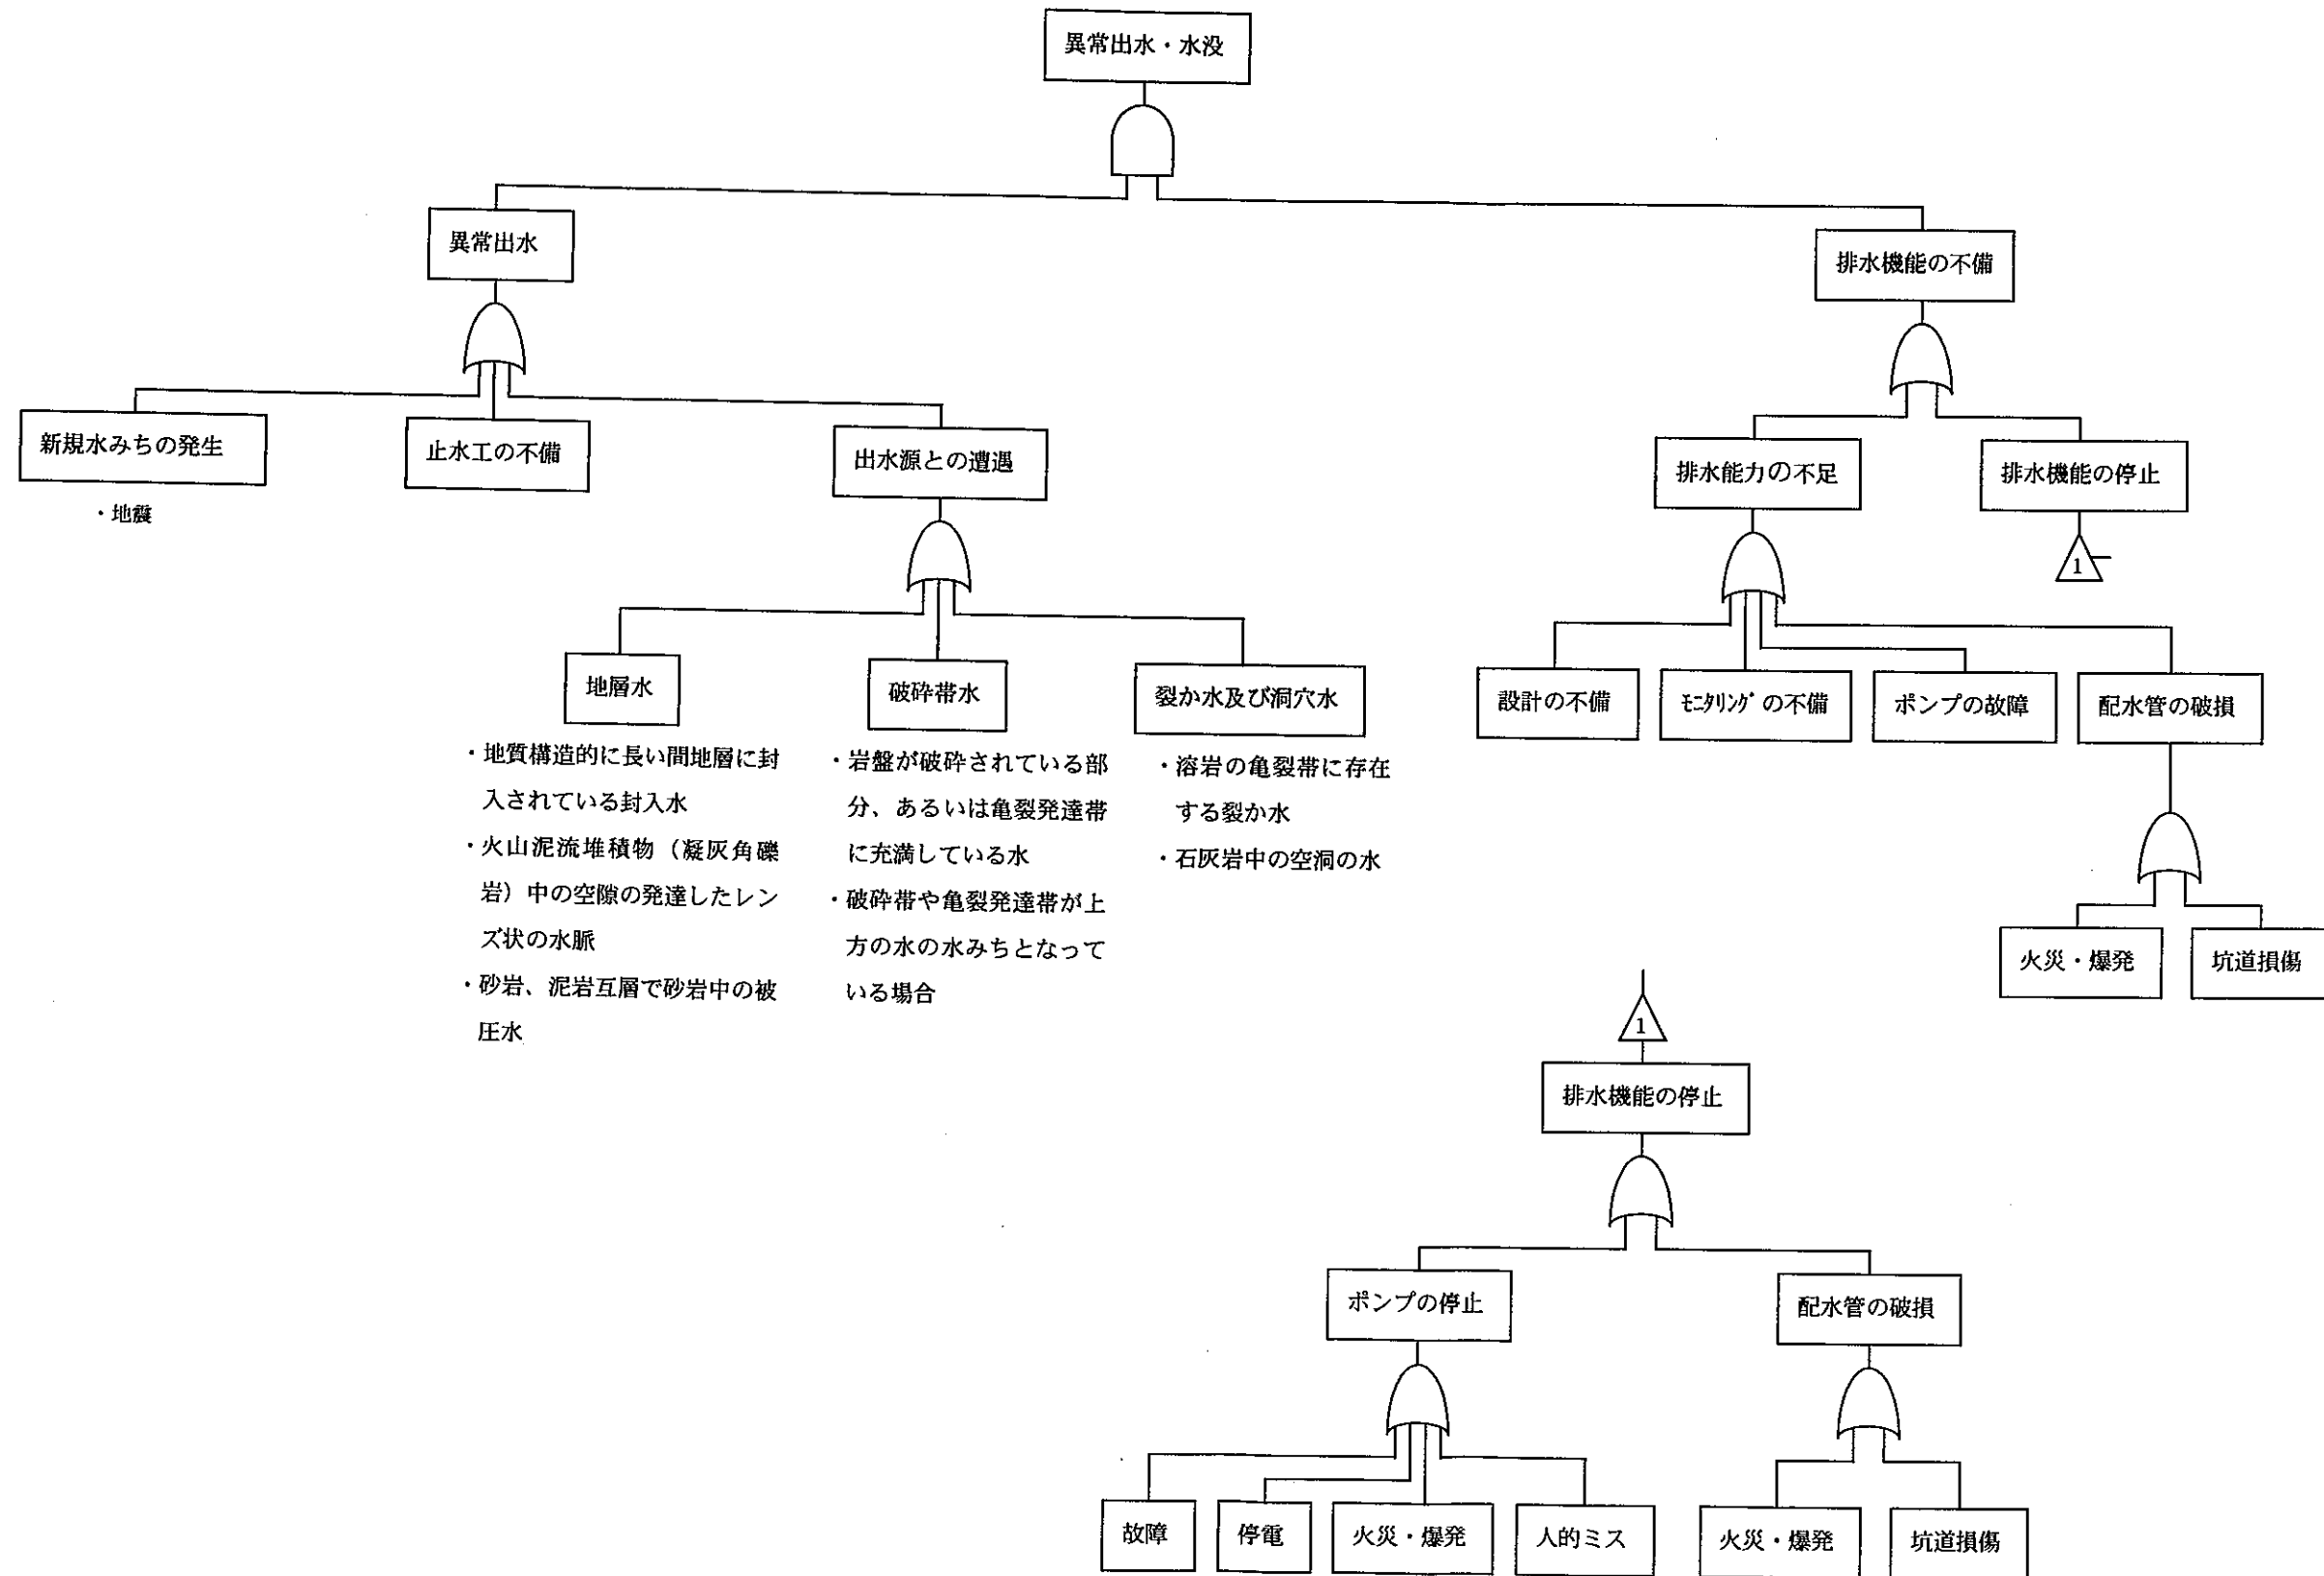 異常出水・水没
異常出水
排水機能の不備
新規水みちの発生
・地震
止水工の不備
出水源との遭遇
排水能力の不足
排水機能の停止
1
地層水
・地質構造的に長い間地層に封
入されている封入水
・火山泥流堆積物（凝灰角礫
岩）中の空隙の発達したレン
ズ状の水脈
・砂岩、泥岩互層で砂岩中の被
圧水
破砕帯水
・岩盤が破砕されている部
分、あるいは亀裂発達帯
に充満している水
・破砕帯や亀裂発達帯が上
方の水の水みちとなって
いる場合
裂か水及び洞穴水
・溶岩の亀裂帯に存在
する裂か水
・石灰岩中の空洞の水
設計の不備
ﾓﾆﾀﾘﾝｸﾞの不備
ポンプの故障
配水管の破損
火災・爆発
坑道損傷
1
排水機能の停止
ポンプの停止
配水管の破損
故障
停電
火災・爆発
人的ミス
火災・爆発
坑道損傷